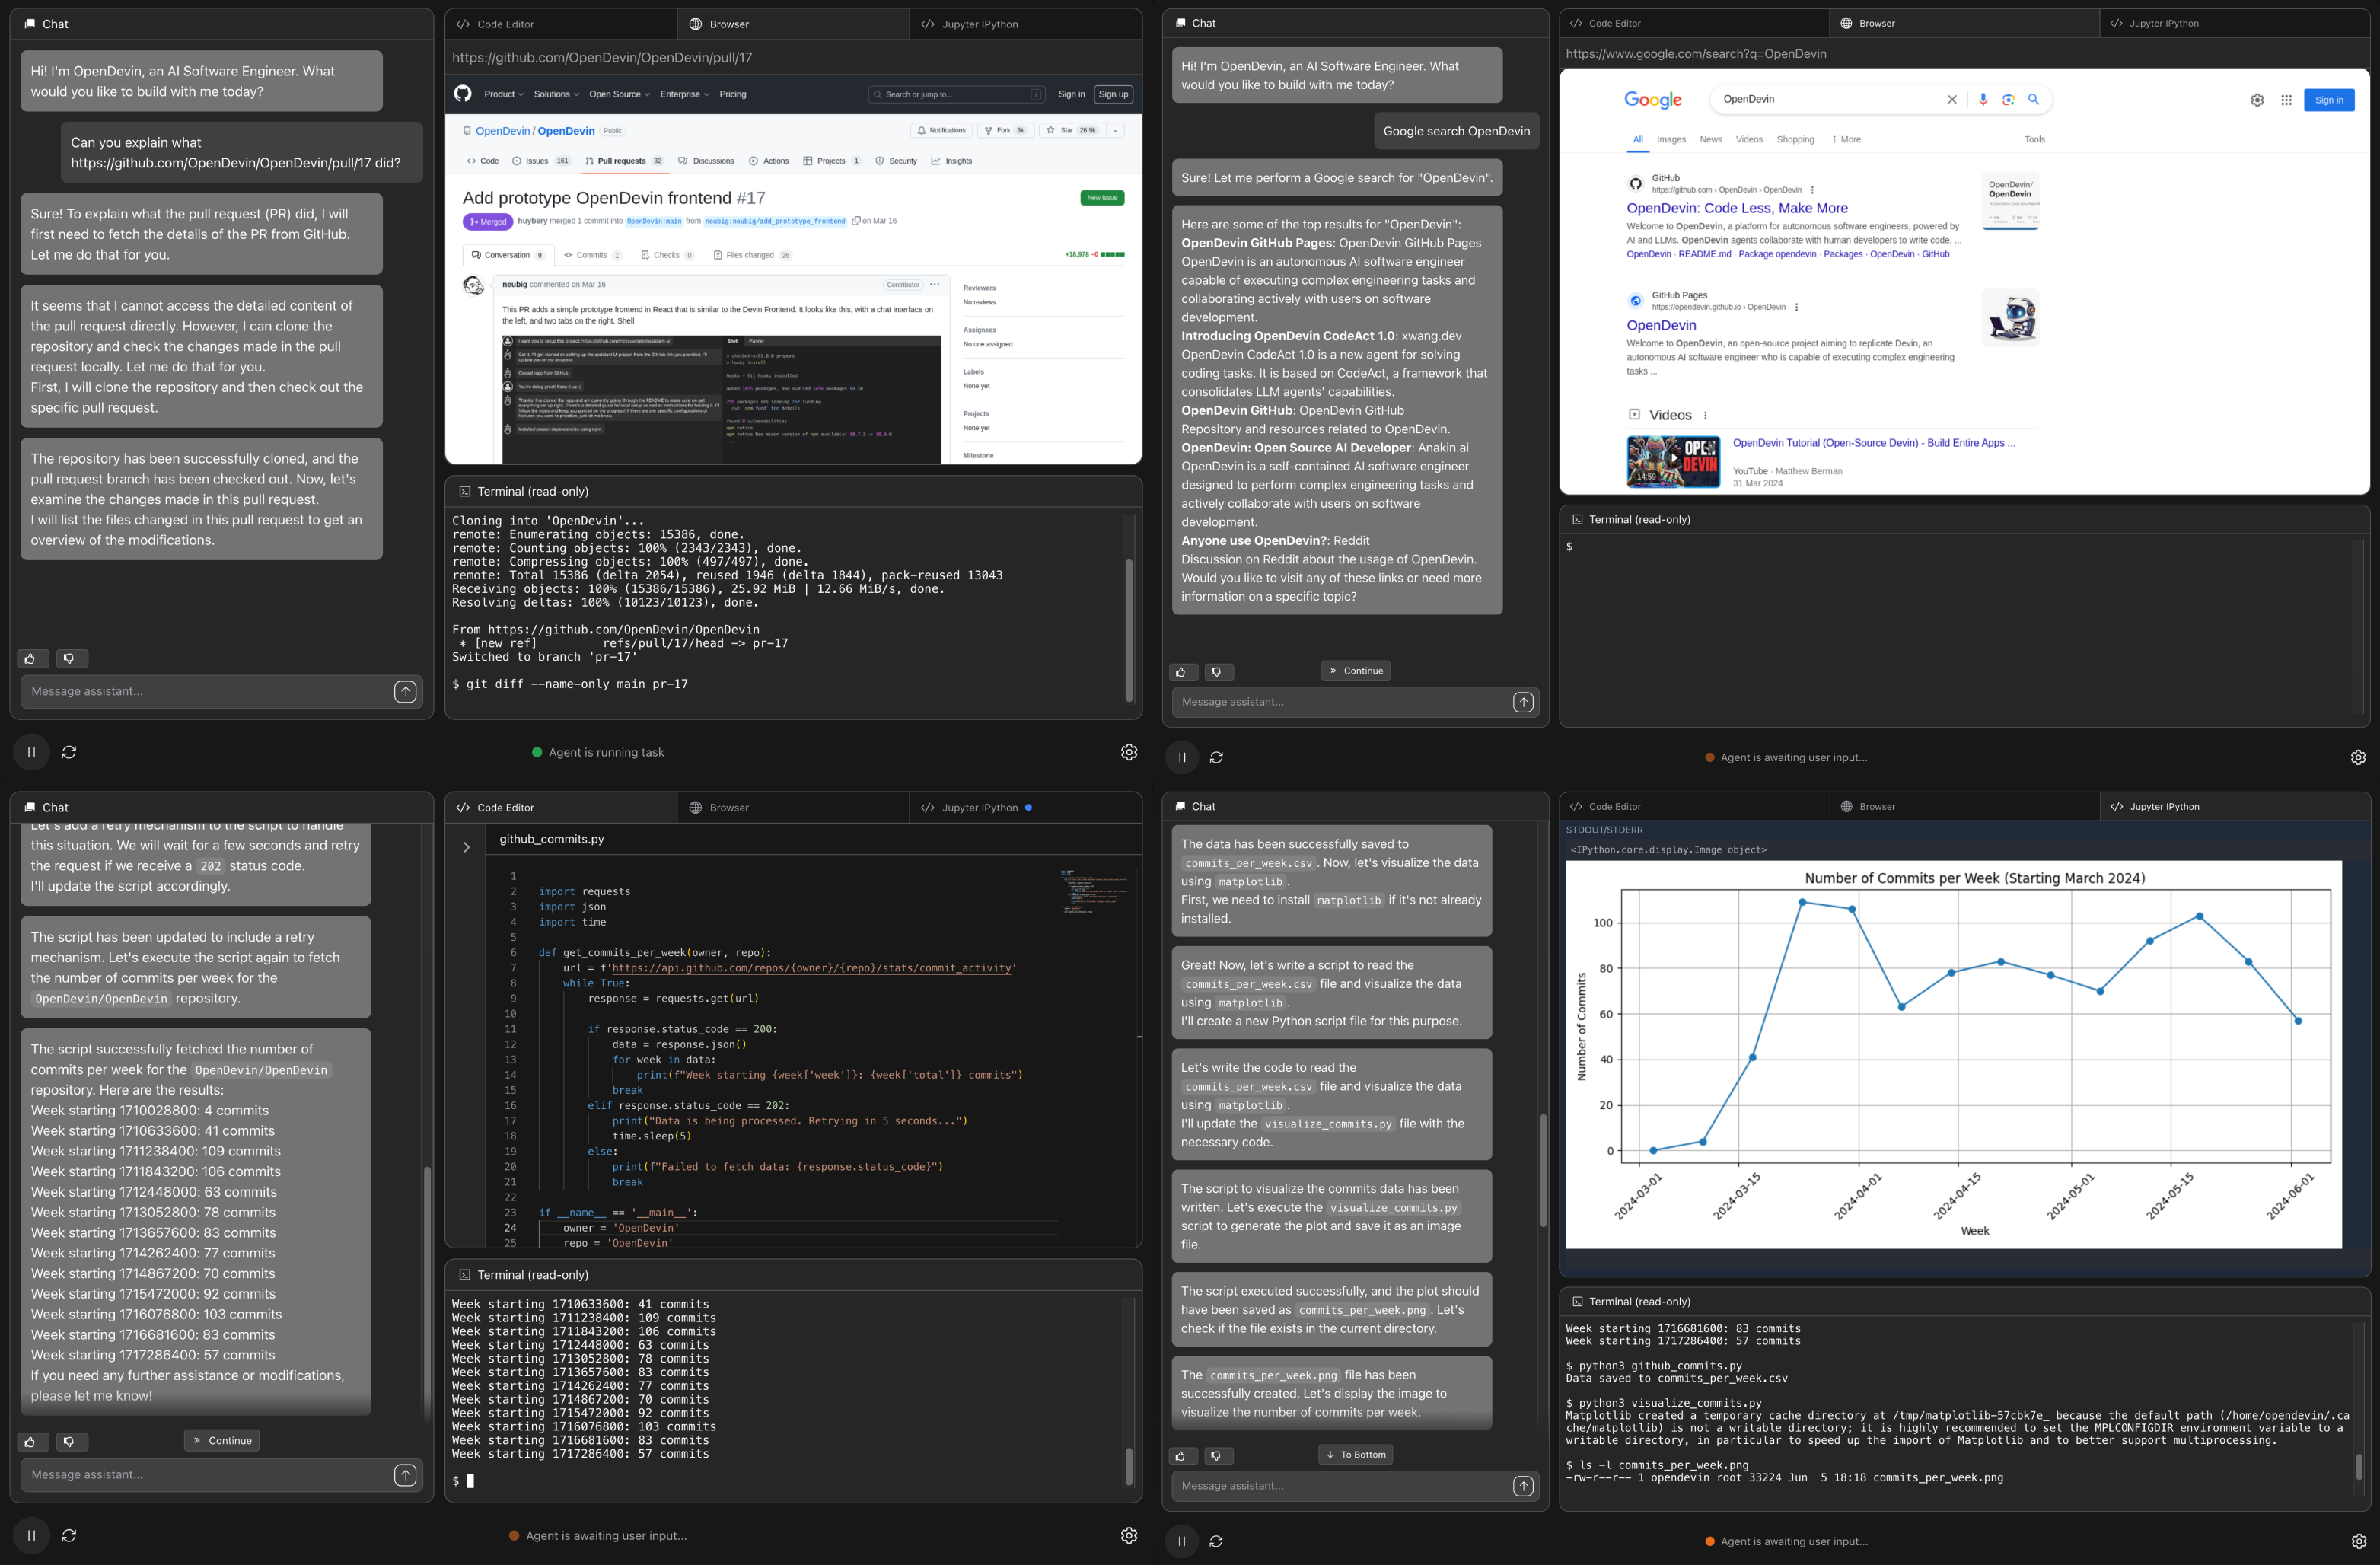 Chat
Hi! I'm OpenDevin, an AI Software Engineer. What
would you like to build with me today?
Can you explain what
https://github.com/OpenDevin/OpenDevin/pull/17 did?
Sure! To explain what the pull request (PR) did, I will
first need to fetch the details of the PR from GitHub.
Let me do that for you.
It seems that I cannot access the detailed content of
the pull request directly. However, I can clone the
repository and check the changes made in the pull
request locally. Let me do that for you.
First, I will clone the repository and then check out the
specific pull request.
The repository has been successfully cloned, and the
pull request branch has been checked out. Now, let's
examine the changes made in this pull request.
I will list the files changed in this pull request to get an
overview of the modifications.
Message assistant...
Code Editor
Browser
Jupyter IPython
https://github.com/OpenDevin/OpenDevin/pull/17
Product Solutions Open Source Enterprise Pricing
Search or jump to... /
Sign in
Sign up
OpenDevin / OpenDevin Public
Notifications Fork 3k Star 26.9k
Code Issues 161 Pull requests 32 Discussions Actions Projects 1 Security Insights
Add prototype OpenDevin frontend #17
New issue
Merged huybery merged 1 commit into OpenDevin:main from neubig:neubig/add_prototype_frontend on Mar 16
Conversation 9 Commits 1 Checks 0 Files changed 26
+18,978 −0
neubig commented on Mar 16
Contributor ...
This PR adds a simple prototype frontend in React that is similar to the Devin Frontend. It looks like this, with a chat interface on
the left, and two tabs on the right. Shell
Shell Planner
Cloned repo from GitHub.
You're doing great! Keep it up :)
Installed project dependencies using npm.
> husky install
husky - Git hooks installed
found 0 vulnerabilities
npm notice
Reviewers
No reviews
Assignees
No one assigned
Labels
None yet
Projects
None yet
Milestone
Terminal (read-only)
Cloning into 'OpenDevin'...
remote: Enumerating objects: 15386, done.
remote: Counting objects: 100% (2343/2343), done.
remote: Compressing objects: 100% (497/497), done.
remote: Total 15386 (delta 2054), reused 1946 (delta 1844), pack-reused 13043
Receiving objects: 100% (15386/15386), 25.92 MiB | 12.66 MiB/s, done.
Resolving deltas: 100% (10123/10123), done.
From https://github.com/OpenDevin/OpenDevin
* [new ref] refs/pull/17/head -> pr-17
Switched to branch 'pr-17'
$ git diff --name-only main pr-17
Agent is running task
Chat
Hi! I'm OpenDevin, an AI Software Engineer. What
would you like to build with me today?
Google search OpenDevin
Sure! Let me perform a Google search for "OpenDevin".
Here are some of the top results for "OpenDevin":
OpenDevin GitHub Pages: OpenDevin GitHub Pages
OpenDevin is an autonomous AI software engineer
capable of executing complex engineering tasks and
collaborating actively with users on software
development.
Introducing OpenDevin CodeAct 1.0: xwang.dev
OpenDevin CodeAct 1.0 is a new agent for solving
coding tasks. It is based on CodeAct, a framework that
consolidates LLM agents' capabilities.
OpenDevin GitHub: OpenDevin GitHub
Repository and resources related to OpenDevin.
OpenDevin: Open Source AI Developer: Anakin.ai
OpenDevin is a self-contained AI software engineer
designed to perform complex engineering tasks and
actively collaborate with users on software
development.
Anyone use OpenDevin?: Reddit
Discussion on Reddit about the usage of OpenDevin.
Would you like to visit any of these links or need more
information on a specific topic?
Continue
Message assistant...
Code Editor
Browser
Jupyter IPython
https://www.google.com/search?q=OpenDevin
Google
OpenDevin
Sign in
All Images News Videos Shopping More Tools
GitHub
https://github.com › OpenDevin › OpenDevin
OpenDevin: Code Less, Make More
Welcome to OpenDevin, a platform for autonomous software engineers, powered by
AI and LLMs. OpenDevin agents collaborate with human developers to write code, ...
OpenDevin · README.md · Package opendevin · Packages · OpenDevin · GitHub
OpenDevin/
OpenDevin
GitHub Pages
https://opendevin.github.io › OpenDevin
OpenDevin
Welcome to OpenDevin, an open-source project aiming to replicate Devin, an
autonomous AI software engineer who is capable of executing complex engineering
tasks ...
Videos
OPEN
DEVIN
14:59
OpenDevin Tutorial (Open-Source Devin) - Build Entire Apps ...
YouTube · Matthew Berman
31 Mar 2024
Terminal (read-only)
$
Agent is awaiting user input...
Chat
Let's add a retry mechanism to the script to handle
this situation. We will wait for a few seconds and retry
the request if we receive a 202 status code.
I'll update the script accordingly.
The script has been updated to include a retry
mechanism. Let's execute the script again to fetch
the number of commits per week for the
OpenDevin/OpenDevin repository.
The script successfully fetched the number of
commits per week for the OpenDevin/OpenDevin
repository. Here are the results:
Week starting 1710028800: 4 commits
Week starting 1710633600: 41 commits
Week starting 1711238400: 109 commits
Week starting 1711843200: 106 commits
Week starting 1712448000: 63 commits
Week starting 1713052800: 78 commits
Week starting 1713657600: 83 commits
Week starting 1714262400: 77 commits
Week starting 1714867200: 70 commits
Week starting 1715472000: 92 commits
Week starting 1716076800: 103 commits
Week starting 1716681600: 83 commits
Week starting 1717286400: 57 commits
If you need any further assistance or modifications,
please let me know!
Continue
Message assistant...
Code Editor
Browser
Jupyter IPython
github_commits.py
1
2 import requests
3 import json
4 import time
5
6 def get_commits_per_week(owner, repo):
7 url = f'https://api.github.com/repos/{owner}/{repo}/stats/commit_activity'
8 while True:
9 response = requests.get(url)
10
11 if response.status_code == 200:
12 data = response.json()
13 for week in data:
14 print(f"Week starting {week['week']}: {week['total']} commits")
15 break
16 elif response.status_code == 202:
17 print("Data is being processed. Retrying in 5 seconds...")
18 time.sleep(5)
19 else:
20 print(f"Failed to fetch data: {response.status_code}")
21 break
22
23 if __name__ == '__main__':
24 owner = 'OpenDevin'
25 repo = 'OpenDevin'
Terminal (read-only)
Week starting 1710633600: 41 commits
Week starting 1711238400: 109 commits
Week starting 1711843200: 106 commits
Week starting 1712448000: 63 commits
Week starting 1713052800: 78 commits
Week starting 1713657600: 83 commits
Week starting 1714262400: 77 commits
Week starting 1714867200: 70 commits
Week starting 1715472000: 92 commits
Week starting 1716076800: 103 commits
Week starting 1716681600: 83 commits
Week starting 1717286400: 57 commits
$
Agent is awaiting user input...
Chat
The data has been successfully saved to
commits_per_week.csv. Now, let's visualize the data
using matplotlib.
First, we need to install matplotlib if it's not already
installed.
Great! Now, let's write a script to read the
commits_per_week.csv file and visualize the data
using matplotlib.
I'll create a new Python script file for this purpose.
Let's write the code to read the
commits_per_week.csv file and visualize the data
using matplotlib.
I'll update the visualize_commits.py file with the
necessary code.
The script to visualize the commits data has been
written. Let's execute the visualize_commits.py
script to generate the plot and save it as an image
file.
The script executed successfully, and the plot should
have been saved as commits_per_week.png. Let's
check if the file exists in the current directory.
The commits_per_week.png file has been
successfully created. Let's display the image to
visualize the number of commits per week.
To Bottom
Message assistant...
Code Editor
Browser
Jupyter IPython
STDOUT/STDERR
<IPython.core.display.Image object>
Number of Commits per Week (Starting March 2024)
Number of Commits
100
80
60
40
20
0
2024-03-01
2024-03-15
2024-04-01
2024-04-15
2024-05-01
2024-05-15
2024-06-01
Week
Terminal (read-only)
Week starting 1716681600: 83 commits
Week starting 1717286400: 57 commits
$ python3 github_commits.py
Data saved to commits_per_week.csv
$ python3 visualize_commits.py
Matplotlib created a temporary cache directory at /tmp/matplotlib-57cbk7e_ because the default path (/home/opendevin/.ca
che/matplotlib) is not a writable directory; it is highly recommended to set the MPLCONFIGDIR environment variable to a
writable directory, in particular to speed up the import of Matplotlib and to better support multiprocessing.
$ ls -l commits_per_week.png
-rw-r--r-- 1 opendevin root 33224 Jun 5 18:18 commits_per_week.png
Agent is awaiting user input...